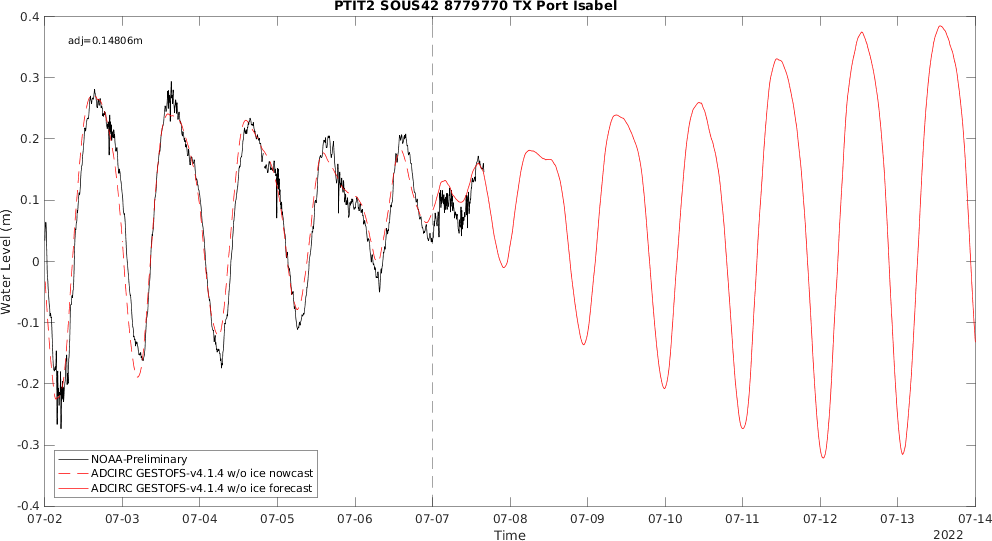 PTIT2 SOUS42 8779770 TX Port Isabel
adj=0.14806m
0.4
0.3
0.2
0.1
0
-0.1
-0.2
-0.3
-0.4
Water Level (m)
NOAA-Preliminary
ADCIRC GESTOFS-v4.1.4 w/o ice nowcast
ADCIRC GESTOFS-v4.1.4 w/o ice forecast
07-02 07-03 07-04 07-05 07-06 07-07 07-08 07-09 07-10 07-11 07-12 07-13 07-14
Time
2022